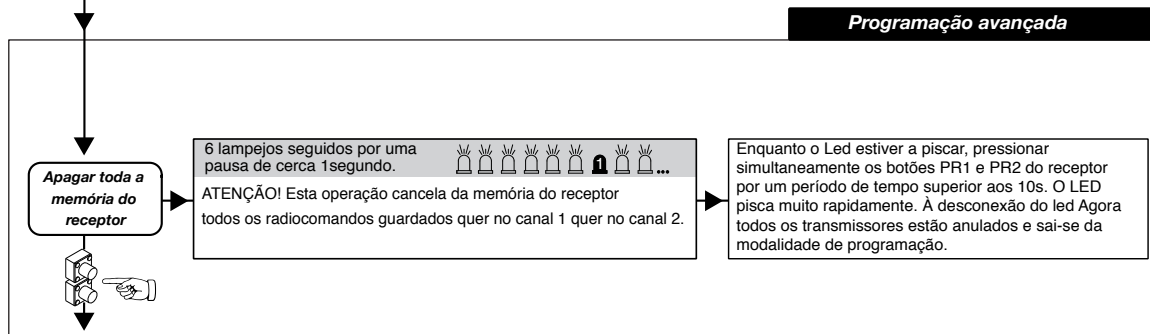 Programação avançada
Apagar toda a
memória do
receptor
6 lampejos seguidos por uma
pausa de cerca 1segundo.
1
...
ATENÇÃO! Esta operação cancela da memória do receptor
todos os radiocomandos guardados quer no canal 1 quer no canal 2.
Enquanto o Led estiver a piscar, pressionar
simultaneamente os botões PR1 e PR2 do receptor
por um período de tempo superior aos 10s. O LED
pisca muito rapidamente. À desconexão do led Agora
todos os transmissores estão anulados e sai-se da
modalidade de programação.